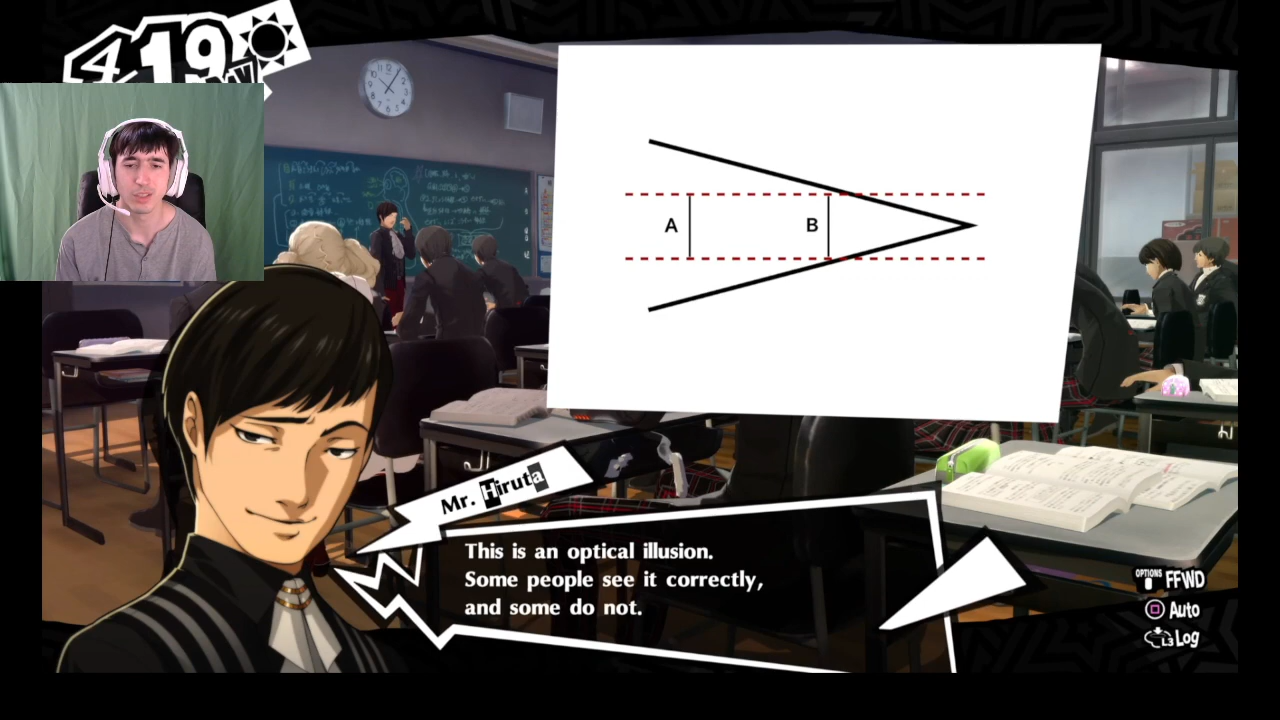 4 19
A
B
Mr. Hiruta
This is an optical illusion.
Some people see it correctly,
and some do not.
OPTIONS FFWD
Auto
L3 Log